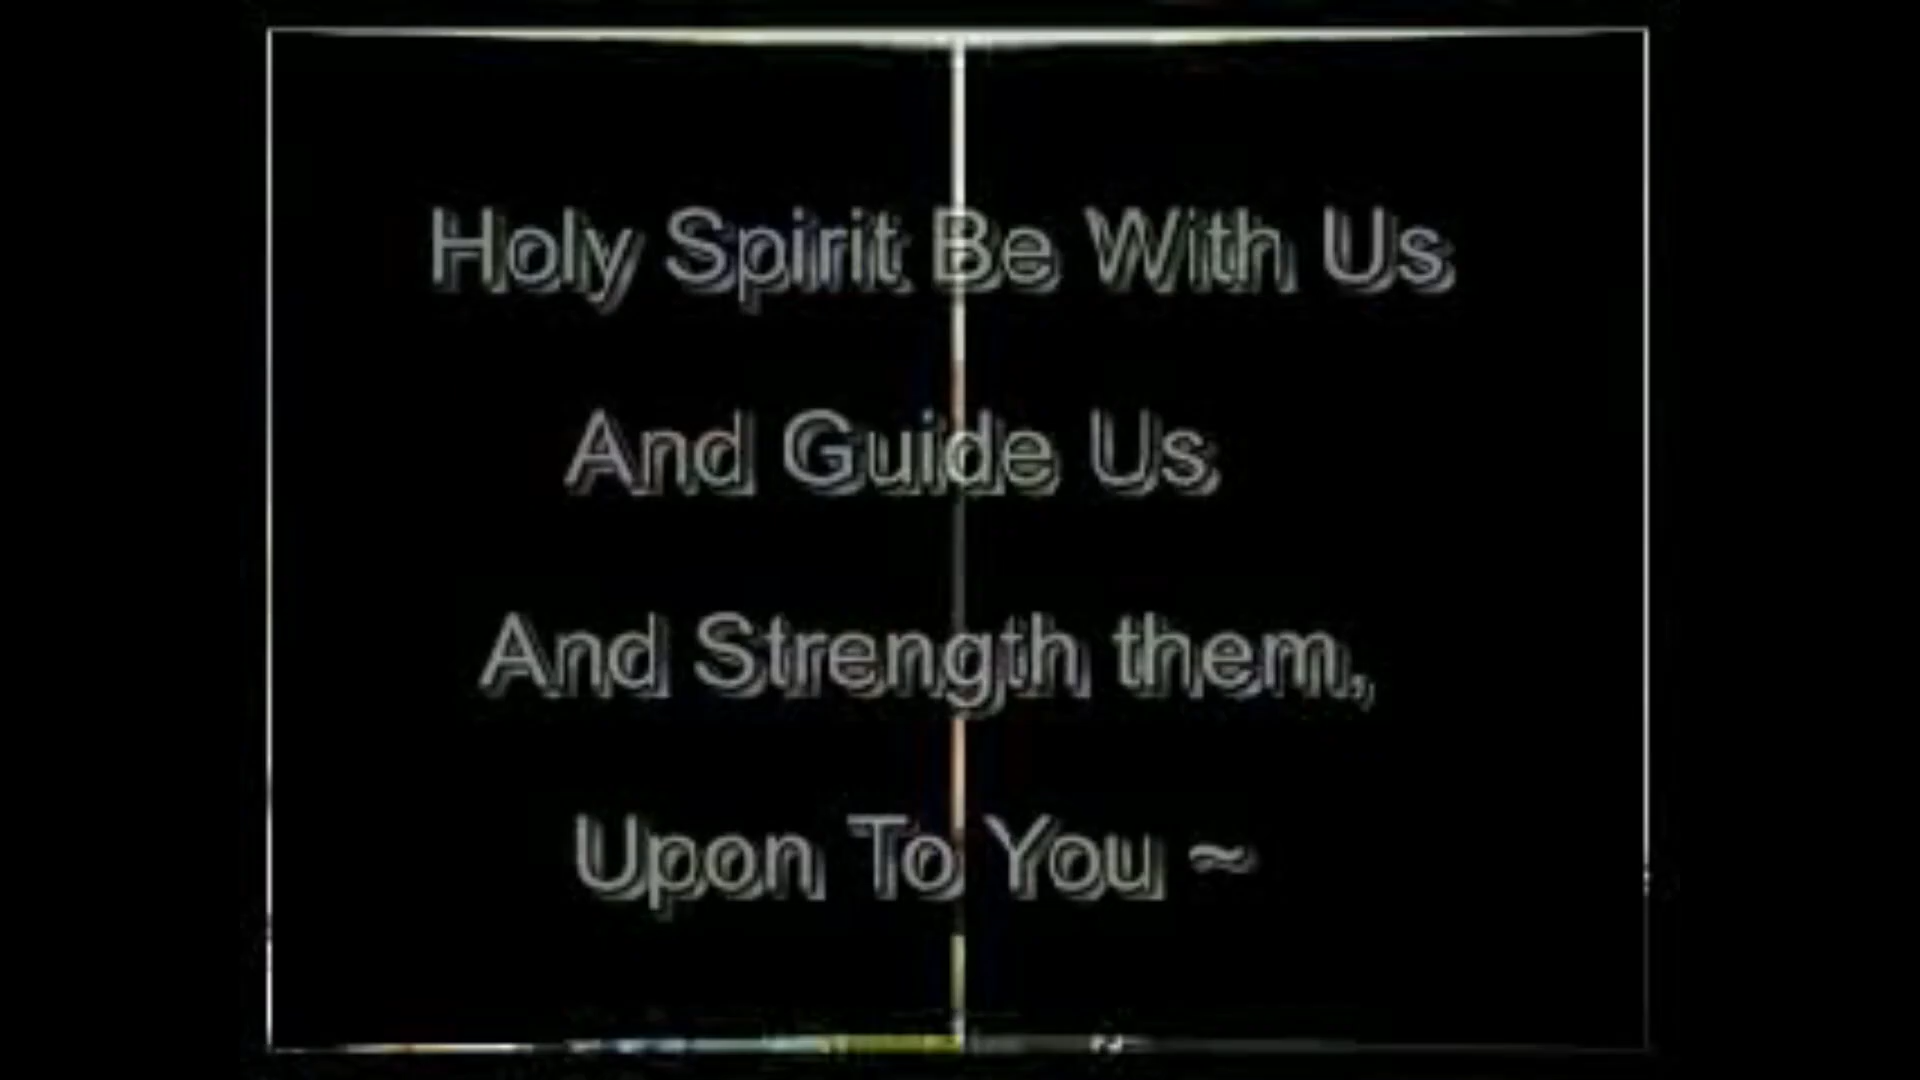 Holy Spirit Be With Us
And Guide Us
And Strength them,
Upon To You ~